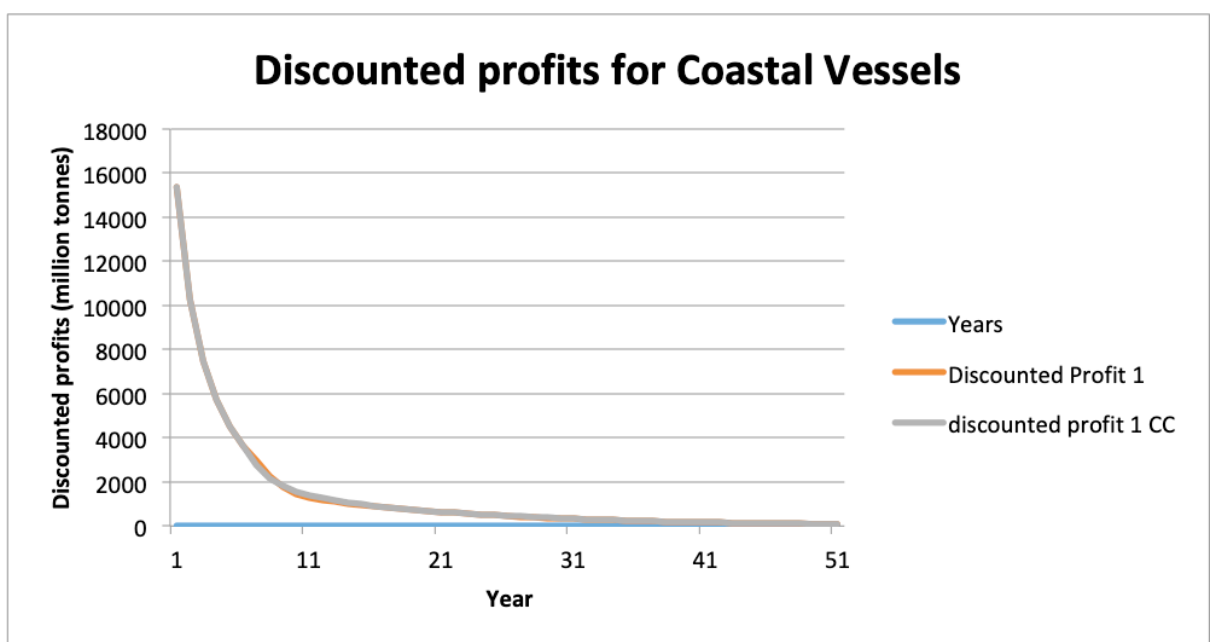 Discounted profits for Coastal Vessels
Discounted profits (million tonnes)
18000
16000
14000
12000
10000
8000
6000
4000
2000
0
1
11
21
31
41
51
Year
Years
Discounted Profit 1
discounted profit 1 CC